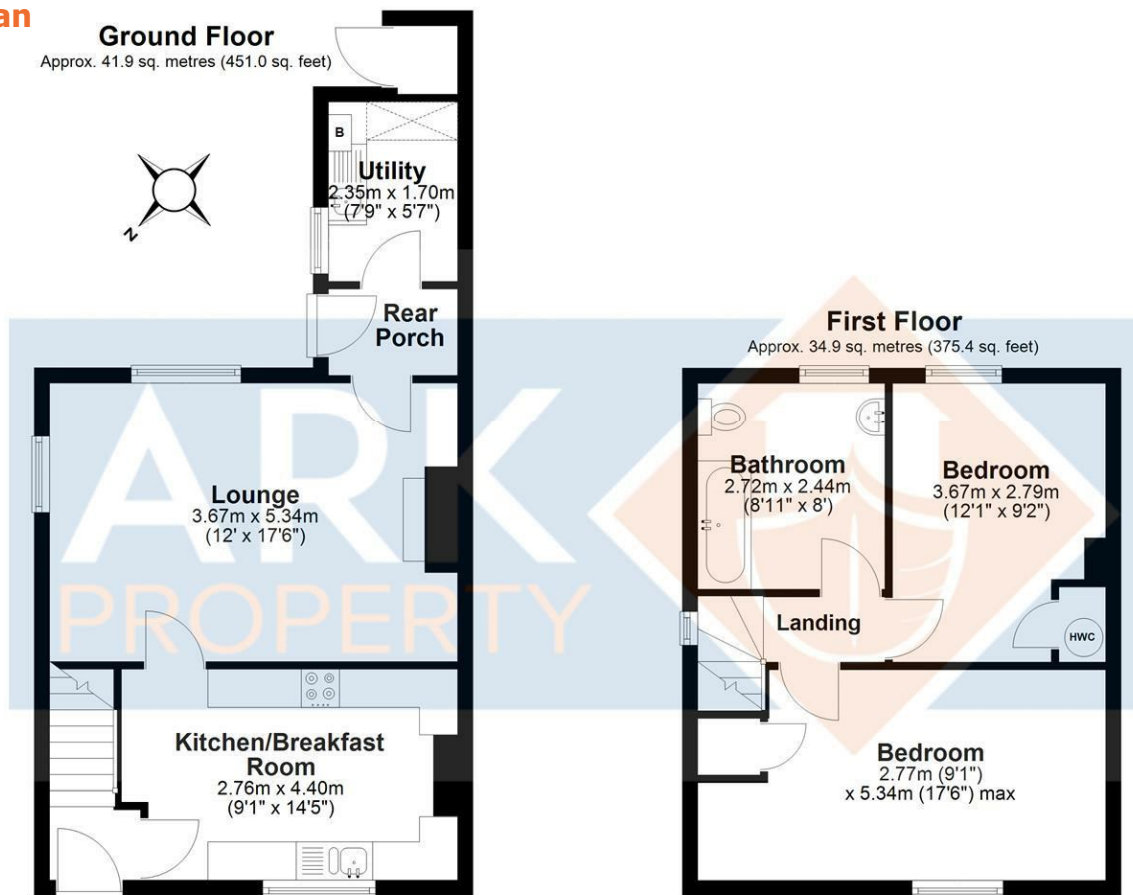 an
Ground Floor
Approx. 41.9 sq. metres (451.0 sq. feet)
N
B
Utility
2.35m x 1.70m
(7'9" x 5'7")
Rear
Porch
Lounge
3.67m x 5.34m
(12' x 17'6")
Kitchen/Breakfast
Room
2.76m x 4.40m
(9'1" x 14'5")
First Floor
Approx. 34.9 sq. metres (375.4 sq. feet)
Bathroom
2.72m x 2.44m
(8'11" x 8')
Bedroom
3.67m x 2.79m
(12'1" x 9'2")
Landing
HWC
Bedroom
2.77m (9'1")
x 5.34m (17'6") max
ARK
PROPERTY